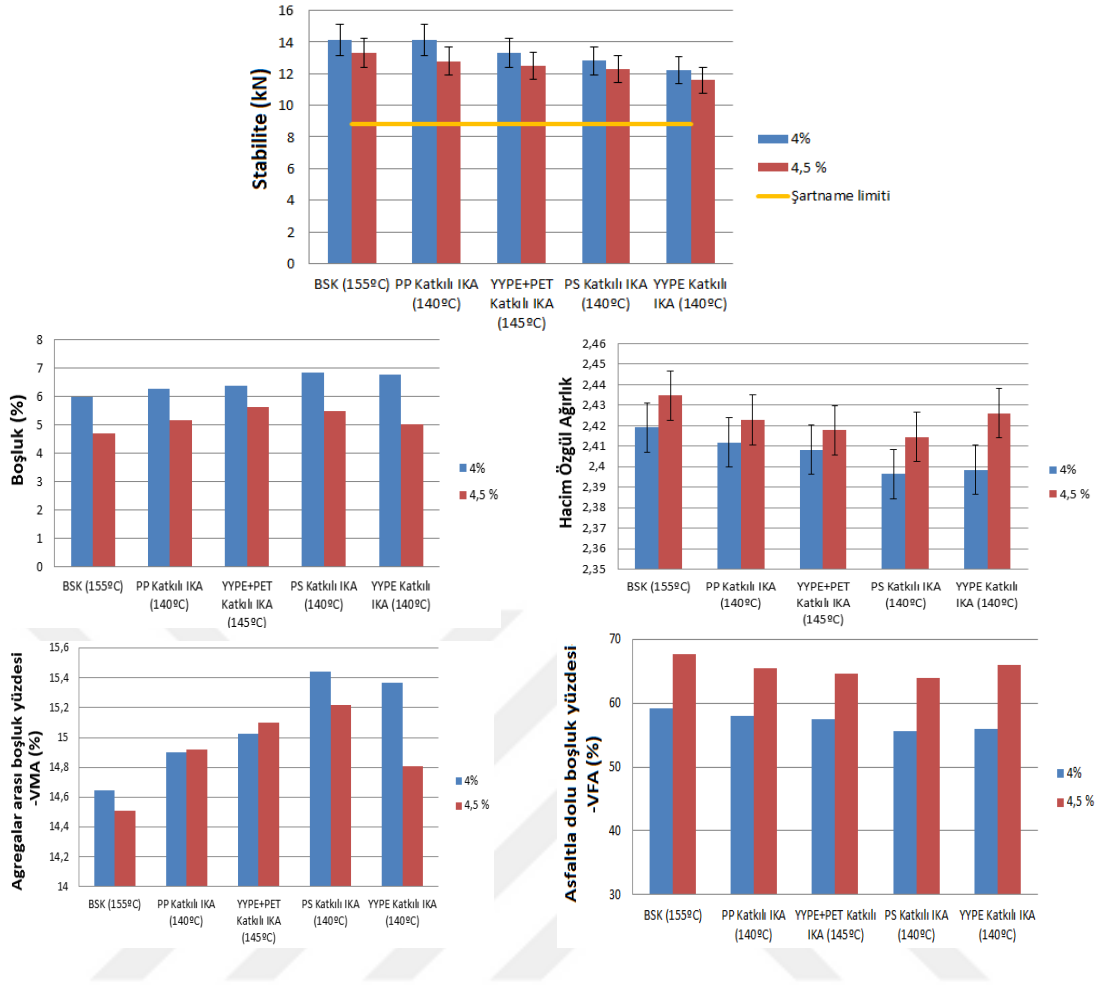 Stabilite (kN)
16
14
12
10
8
6
4
2
0
BSK (155ºC)
PP Katkılı IKA
(140ºC)
YYPE+PET
Katkılı IKA
(145ºC)
PS Katkılı IKA
(140ºC)
YYPE Katkılı
IKA (140ºC)
4%
4,5 %
Şartname limiti
Boşluk (%)
8
7
6
5
4
3
2
1
0
BSK (155ºC)
PP Katkılı IKA
(140ºC)
YYPE+PET
Katkılı IKA
(145ºC)
PS Katkılı IKA
(140ºC)
YYPE Katkılı
IKA (140ºC)
4%
4,5 %
Hacim Özgül Ağırlık
2,46
2,45
2,44
2,43
2,42
2,41
2,4
2,39
2,38
2,37
2,36
2,35
BSK (155ºC)
PP Katkılı IKA
(140ºC)
YYPE+PET
Katkılı IKA
(145ºC)
PS Katkılı IKA
(140ºC)
YYPE Katkılı
IKA (140ºC)
4%
4,5 %
Agregalar arası boşluk yüzdesi
-VMA (%)
15,6
15,4
15,2
15
14,8
14,6
14,4
14,2
14
BSK (155ºC)
PP Katkılı IKA
(140ºC)
YYPE+PET
Katkılı IKA
(145ºC)
PS Katkılı IKA
(140ºC)
YYPE Katkılı
IKA (140ºC)
4%
4,5 %
Asfaltla dolu boşluk yüzdesi
-VFA (%)
70
60
50
40
30
BSK (155ºC)
PP Katkılı IKA
(140ºC)
YYPE+PET Katkılı
IKA (145ºC)
PS Katkılı IKA
(140ºC)
YYPE Katkılı IKA
(140ºC)
4%
4,5 %